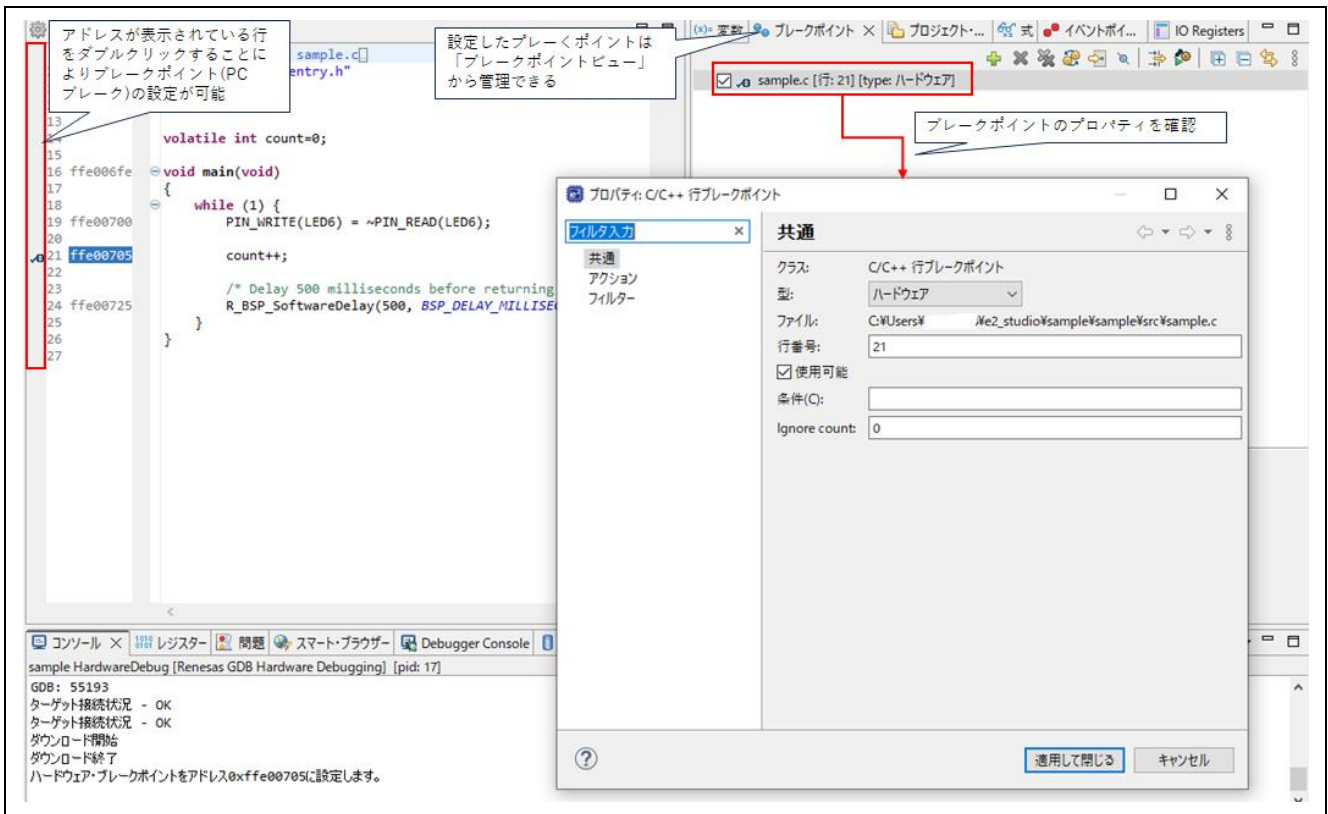 アドレスが表示されている行
をダブルクリックすることに
よりブレークポイント(PC
ブレーク)の設定が可能
設定したブレーくポイントは
「ブレークポイントビュー」
から管理できる
(x)= 変数 ブレークポイント プロジェクト・... 式 イベントポイ... IO Registers
sample.c [行: 21] [type: ハードウェア]
ブレークポイントのプロパティを確認
sample.c
entry.h"
13
14 volatile int count=0;
15
16 ffe006fe void main(void)
17 {
18 while (1) {
19 ffe00700 PIN_WRITE(LED6) = ~PIN_READ(LED6);
20
21 ffe00705 count++;
22
23 /* Delay 500 milliseconds before returning
24 ffe00725 R_BSP_SoftwareDelay(500, BSP_DELAY_MILLISE
25 }
26 }
27
プロパティ: C/C++ 行ブレークポイント
フィルタ入力
共通
アクション
フィルター
共通
クラス: C/C++ 行ブレークポイント
型: ハードウェア
ファイル: C:¥Users¥ ¥e2_studio¥sample¥sample¥src¥sample.c
行番号: 21
使用可能
条件(C):
Ignore count: 0
適用して閉じる キャンセル
コンソール レジスター 問題 スマート・ブラウザー Debugger Console
sample HardwareDebug [Renesas GDB Hardware Debugging] [pid: 17]
GDB: 55193
ターゲット接続状況 - OK
ターゲット接続状況 - OK
ダウンロード開始
ダウンロード終了
ハードウェア・ブレークポイントをアドレス0xffe00705に設定します。